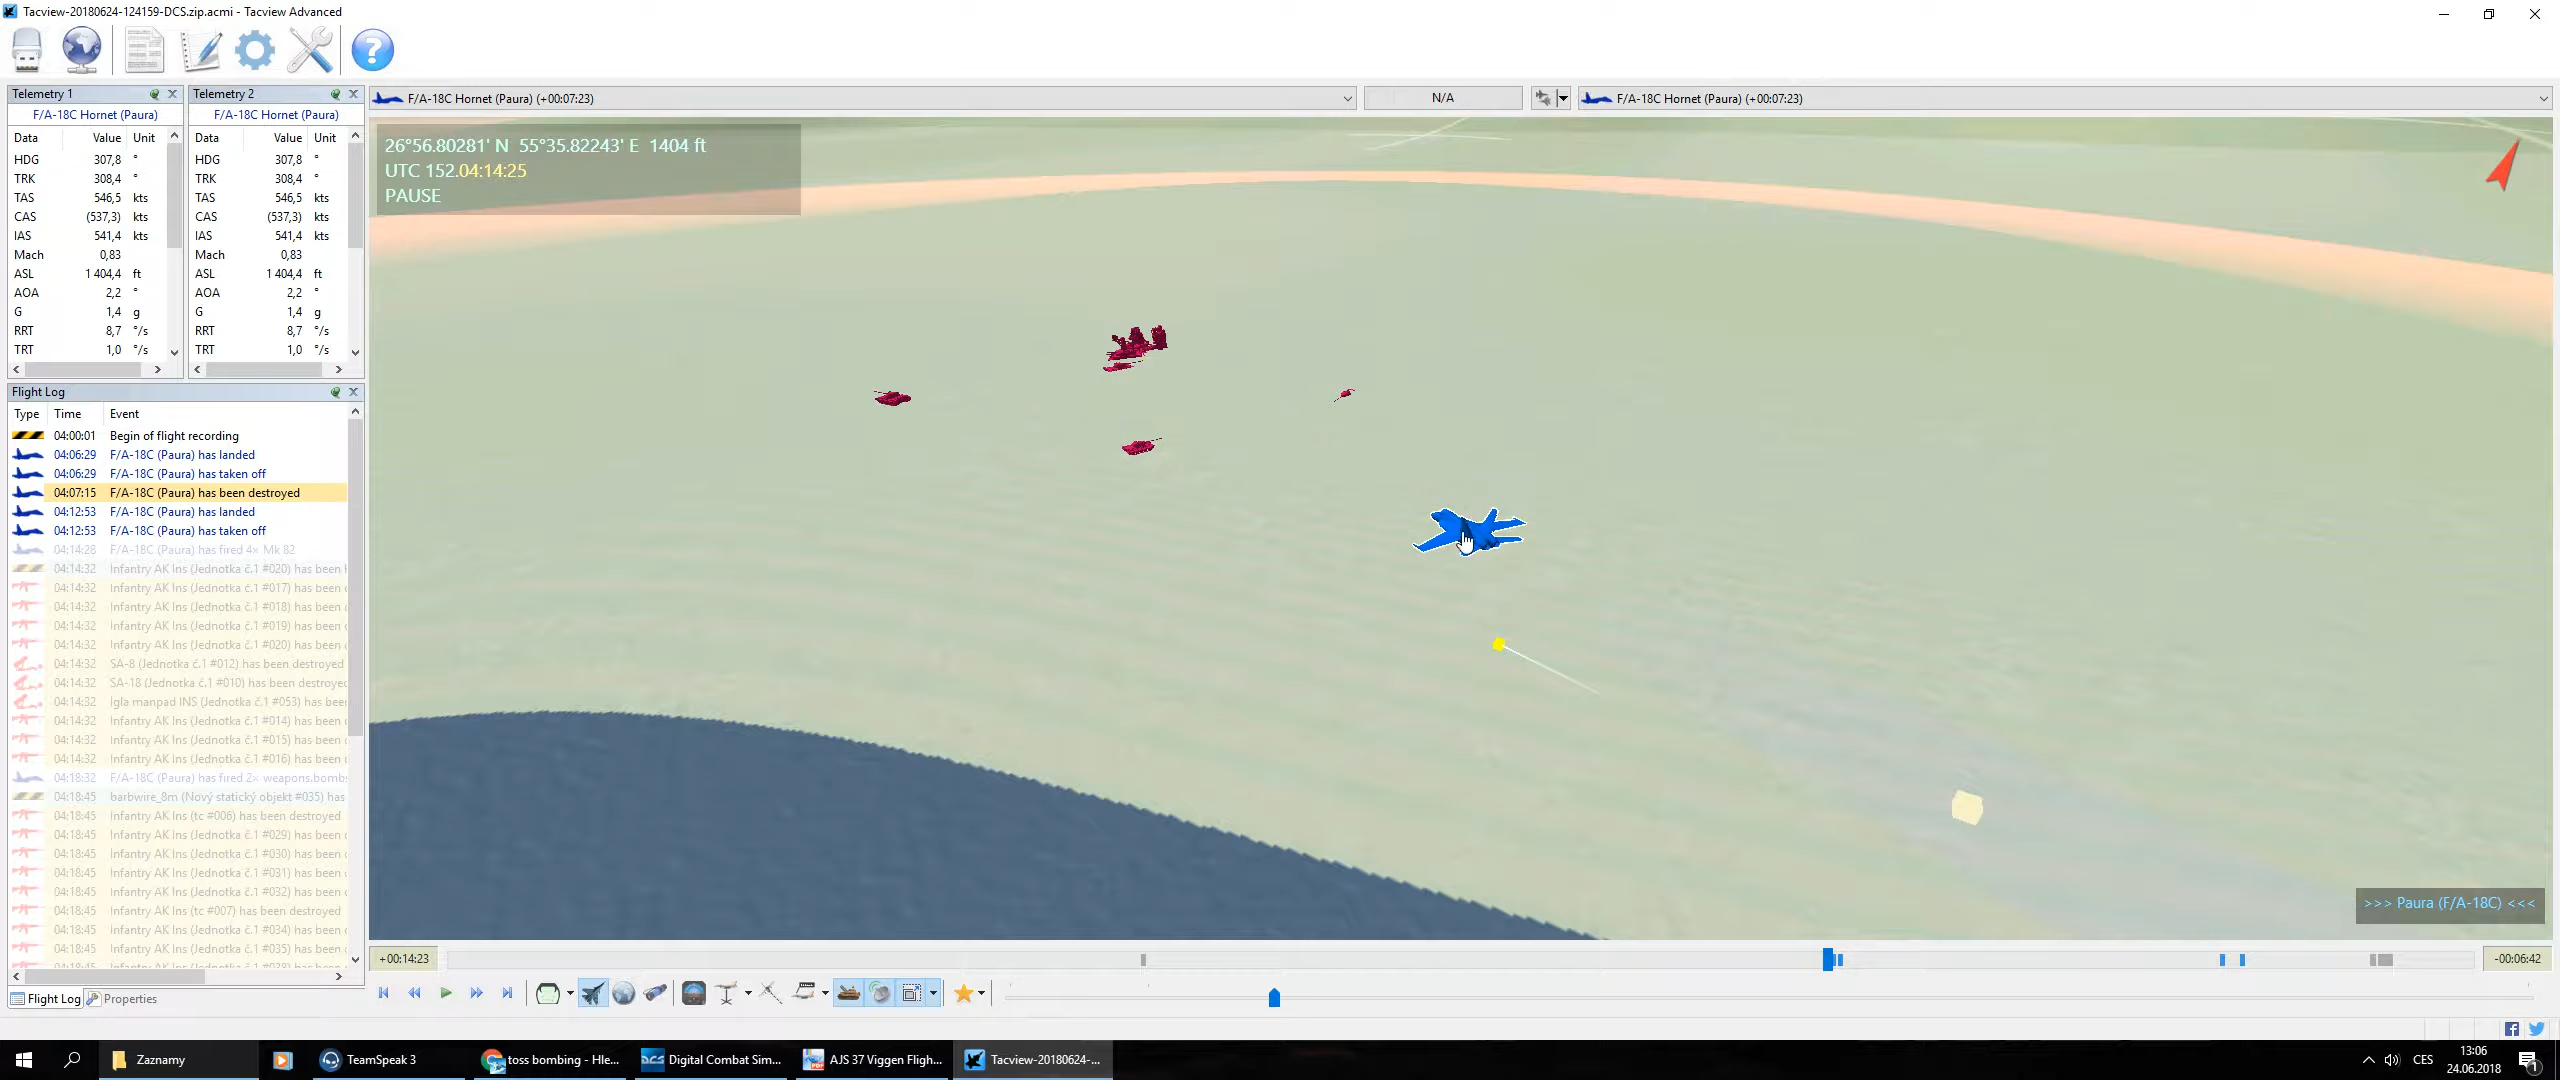 Tacview-20180624-124159-DCS.zip.acmi - Tacview Advanced
Telemetry 1
Telemetry 2
F/A-18C Hornet (Paura) (+00:07:23)
N/A
F/A-18C Hornet (Paura) (+00:07:23)
F/A-18C Hornet (Paura)
F/A-18C Hornet (Paura)
Data Value Unit
Data Value Unit
HDG 307,8 °
HDG 307,8 °
TRK 308,4 °
TRK 308,4 °
TAS 546,5 kts
TAS 546,5 kts
CAS (537,3) kts
CAS (537,3) kts
IAS 541,4 kts
IAS 541,4 kts
Mach 0,83
Mach 0,83
ASL 1 404,4 ft
ASL 1 404,4 ft
AOA 2,2 °
AOA 2,2 °
G 1,4 g
G 1,4 g
RRT 8,7 °/s
RRT 8,7 °/s
TRT 1,0 °/s
TRT 1,0 °/s
26°56.80281' N 55°35.82243' E 1404 ft
UTC 152.04:14:25
PAUSE
Flight Log
Type Time Event
04:00:01 Begin of flight recording
04:06:29 F/A-18C (Paura) has landed
04:06:29 F/A-18C (Paura) has taken off
04:07:15 F/A-18C (Paura) has been destroyed
04:12:53 F/A-18C (Paura) has landed
04:12:53 F/A-18C (Paura) has taken off
04:14:28 F/A-18C (Paura) has fired 4× Mk 82
04:14:32 Infantry AK Ins (Jednotka č.1 #020) has been
04:14:32 Infantry AK Ins (Jednotka č.1 #017) has been
04:14:32 Infantry AK Ins (Jednotka č.1 #018) has been
04:14:32 Infantry AK Ins (Jednotka č.1 #019) has been
04:14:32 Infantry AK Ins (Jednotka č.1 #020) has been
04:14:32 SA-8 (Jednotka č.1 #012) has been destroyed
04:14:32 SA-18 (Jednotka č.1 #010) has been destroyed
04:14:32 Igla manpad INS (Jednotka č.1 #053) has been
04:14:32 Infantry AK Ins (Jednotka č.1 #014) has been
04:14:32 Infantry AK Ins (Jednotka č.1 #015) has been
04:14:32 Infantry AK Ins (Jednotka č.1 #016) has been
04:18:32 F/A-18C (Paura) has fired 2× weapons.bombs
04:18:45 barbwire_8m (Nový statický objekt #035) has
04:18:45 Infantry AK Ins (tc #006) has been destroyed
04:18:45 Infantry AK Ins (Jednotka č.1 #029) has been
04:18:45 Infantry AK Ins (Jednotka č.1 #030) has been
04:18:45 Infantry AK Ins (Jednotka č.1 #031) has been
04:18:45 Infantry AK Ins (Jednotka č.1 #032) has been
04:18:45 Infantry AK Ins (tc #007) has been destroyed
04:18:45 Infantry AK Ins (Jednotka č.1 #034) has been
04:18:45 Infantry AK Ins (Jednotka č.1 #035) has been
>>> Paura (F/A-18C) <<<
+00:14:23
-00:06:42
Flight Log
Properties
Zaznamy
TeamSpeak 3
toss bombing - Hle...
Digital Combat Sim...
AJS 37 Viggen Fligh...
Tacview-20180624-...
CES
13:06
24.06.2018
1